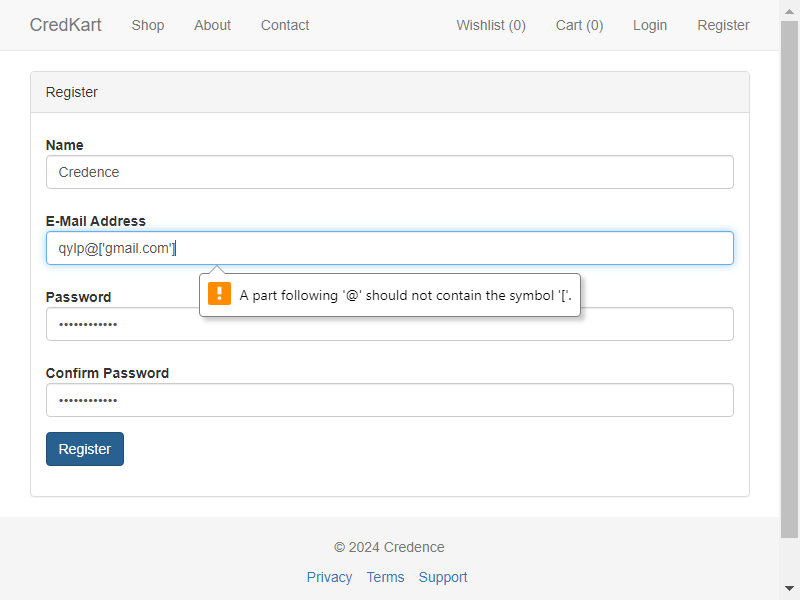 CredKart Shop About Contact Wishlist (0) Cart (0) Login Register
Register
Name
Credence
E-Mail Address
qylp@['gmail.com']
A part following '@' should not contain the symbol '['.
Password
••••••••••••
Confirm Password
••••••••••••
Register
© 2024 Credence
Privacy Terms Support